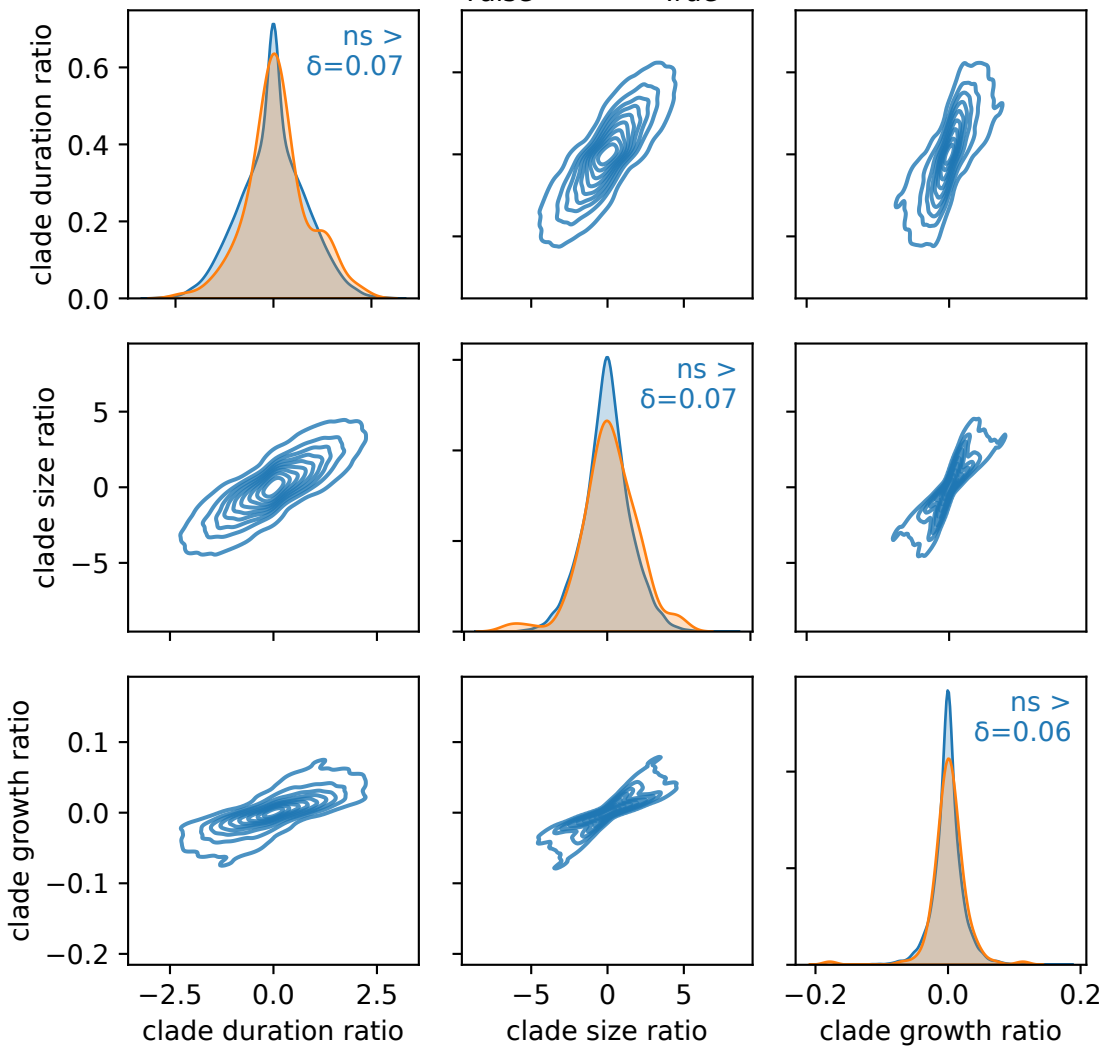 clade duration ratio
0.6
0.4
0.2
0.0
ns >
δ=0.07
clade size ratio
5
0
−5
ns >
δ=0.07
clade growth ratio
0.1
0.0
−0.1
−0.2
ns >
δ=0.06
−2.5 0.0 2.5
clade duration ratio
−5 0 5
clade size ratio
−0.2 0.0 0.2
clade growth ratio